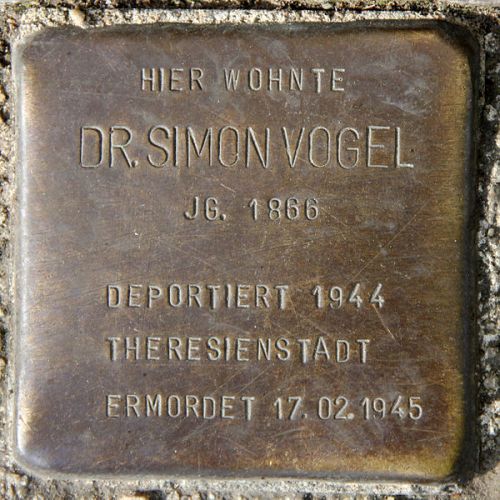 HIER WOHNTE
DR. SIMON VOGEL
JG. 1866
DEPORTIERT 1944
THERESIENSTADT
ERMORDET 17.02.1945